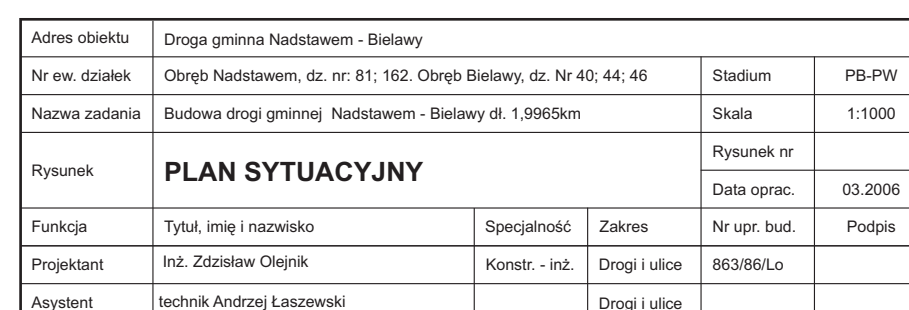 Adres obiektu Droga gminna Nadstawem - Bielawy
Nr ew. działek Obręb Nadstawem, dz. nr: 81; 162. Obręb Bielawy, dz. Nr 40; 44; 46 Stadium PB-PW
Nazwa zadania Budowa drogi gminnej Nadstawem - Bielawy dł. 1,9965km Skala 1:1000
Rysunek PLAN SYTUACYJNY Rysunek nr
Data oprac. 03.2006
Funkcja Tytuł, imię i nazwisko Specjalność Zakres Nr upr. bud. Podpis
Projektant Inż. Zdzisław Olejnik Konstr. - inż. Drogi i ulice 863/86/Lo
Asystent technik Andrzej Łaszewski Drogi i ulice